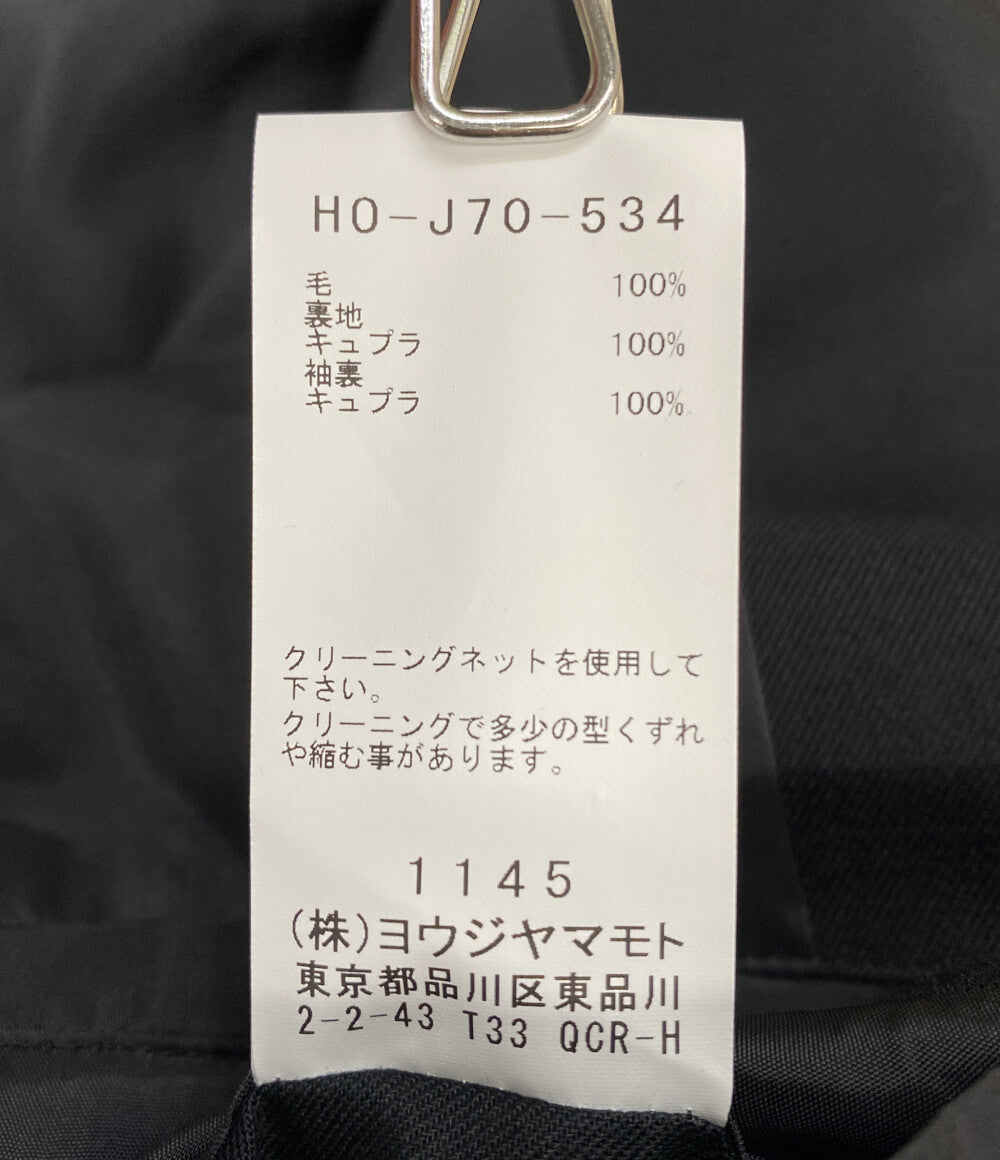 HO-J70-534
毛 100%
裏地
キュプラ 100%
袖裏
キュプラ 100%
クリーニングネットを使用して
下さい。
クリーニングで多少の型くずれ
や縮む事があります。
1145
(株)ヨウジヤマモト
東京都品川区東品川
2-2-43 T33 QCR-H